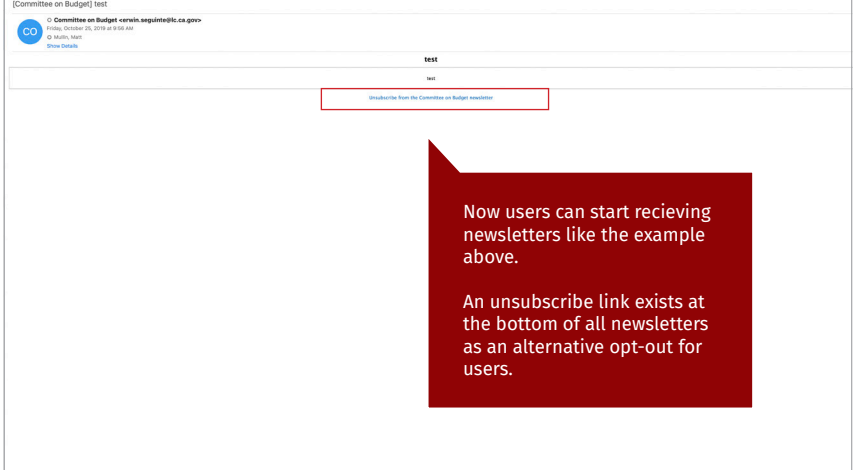 [Committee on Budget] test
CO
Committee on Budget <erwin.seguinte@lc.ca.gov>
Friday, October 25, 2019 at 9:56 AM
Mullin, Matt
Show Details
test
test
Unsubscribe from the Committee on Budget newsletter
Now users can start recieving
newsletters like the example
above.
An unsubscribe link exists at
the bottom of all newsletters
as an alternative opt-out for
users.